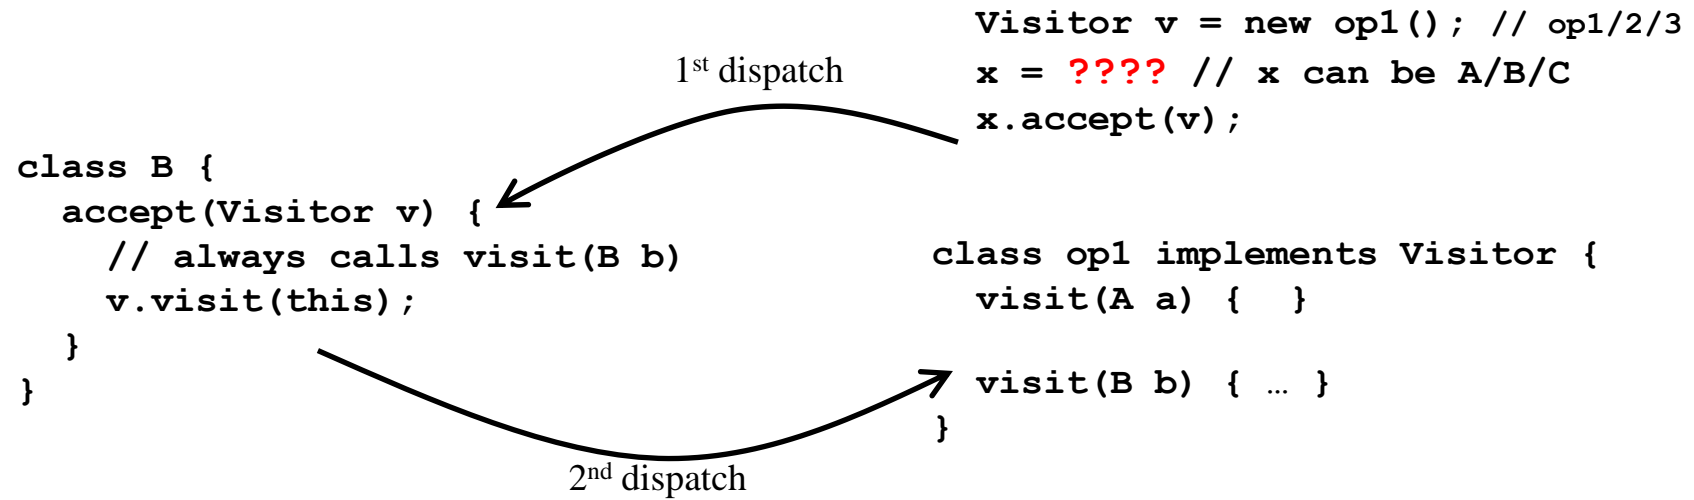 Visitor v = new op1(); // op1/2/3
x = ???? // x can be A/B/C
x.accept(v);
1st dispatch
class B {
accept(Visitor v) {
// always calls visit(B b)
v.visit(this);
}
}
class op1 implements Visitor {
visit(A a) { }
visit(B b) { … }
}
2nd dispatch